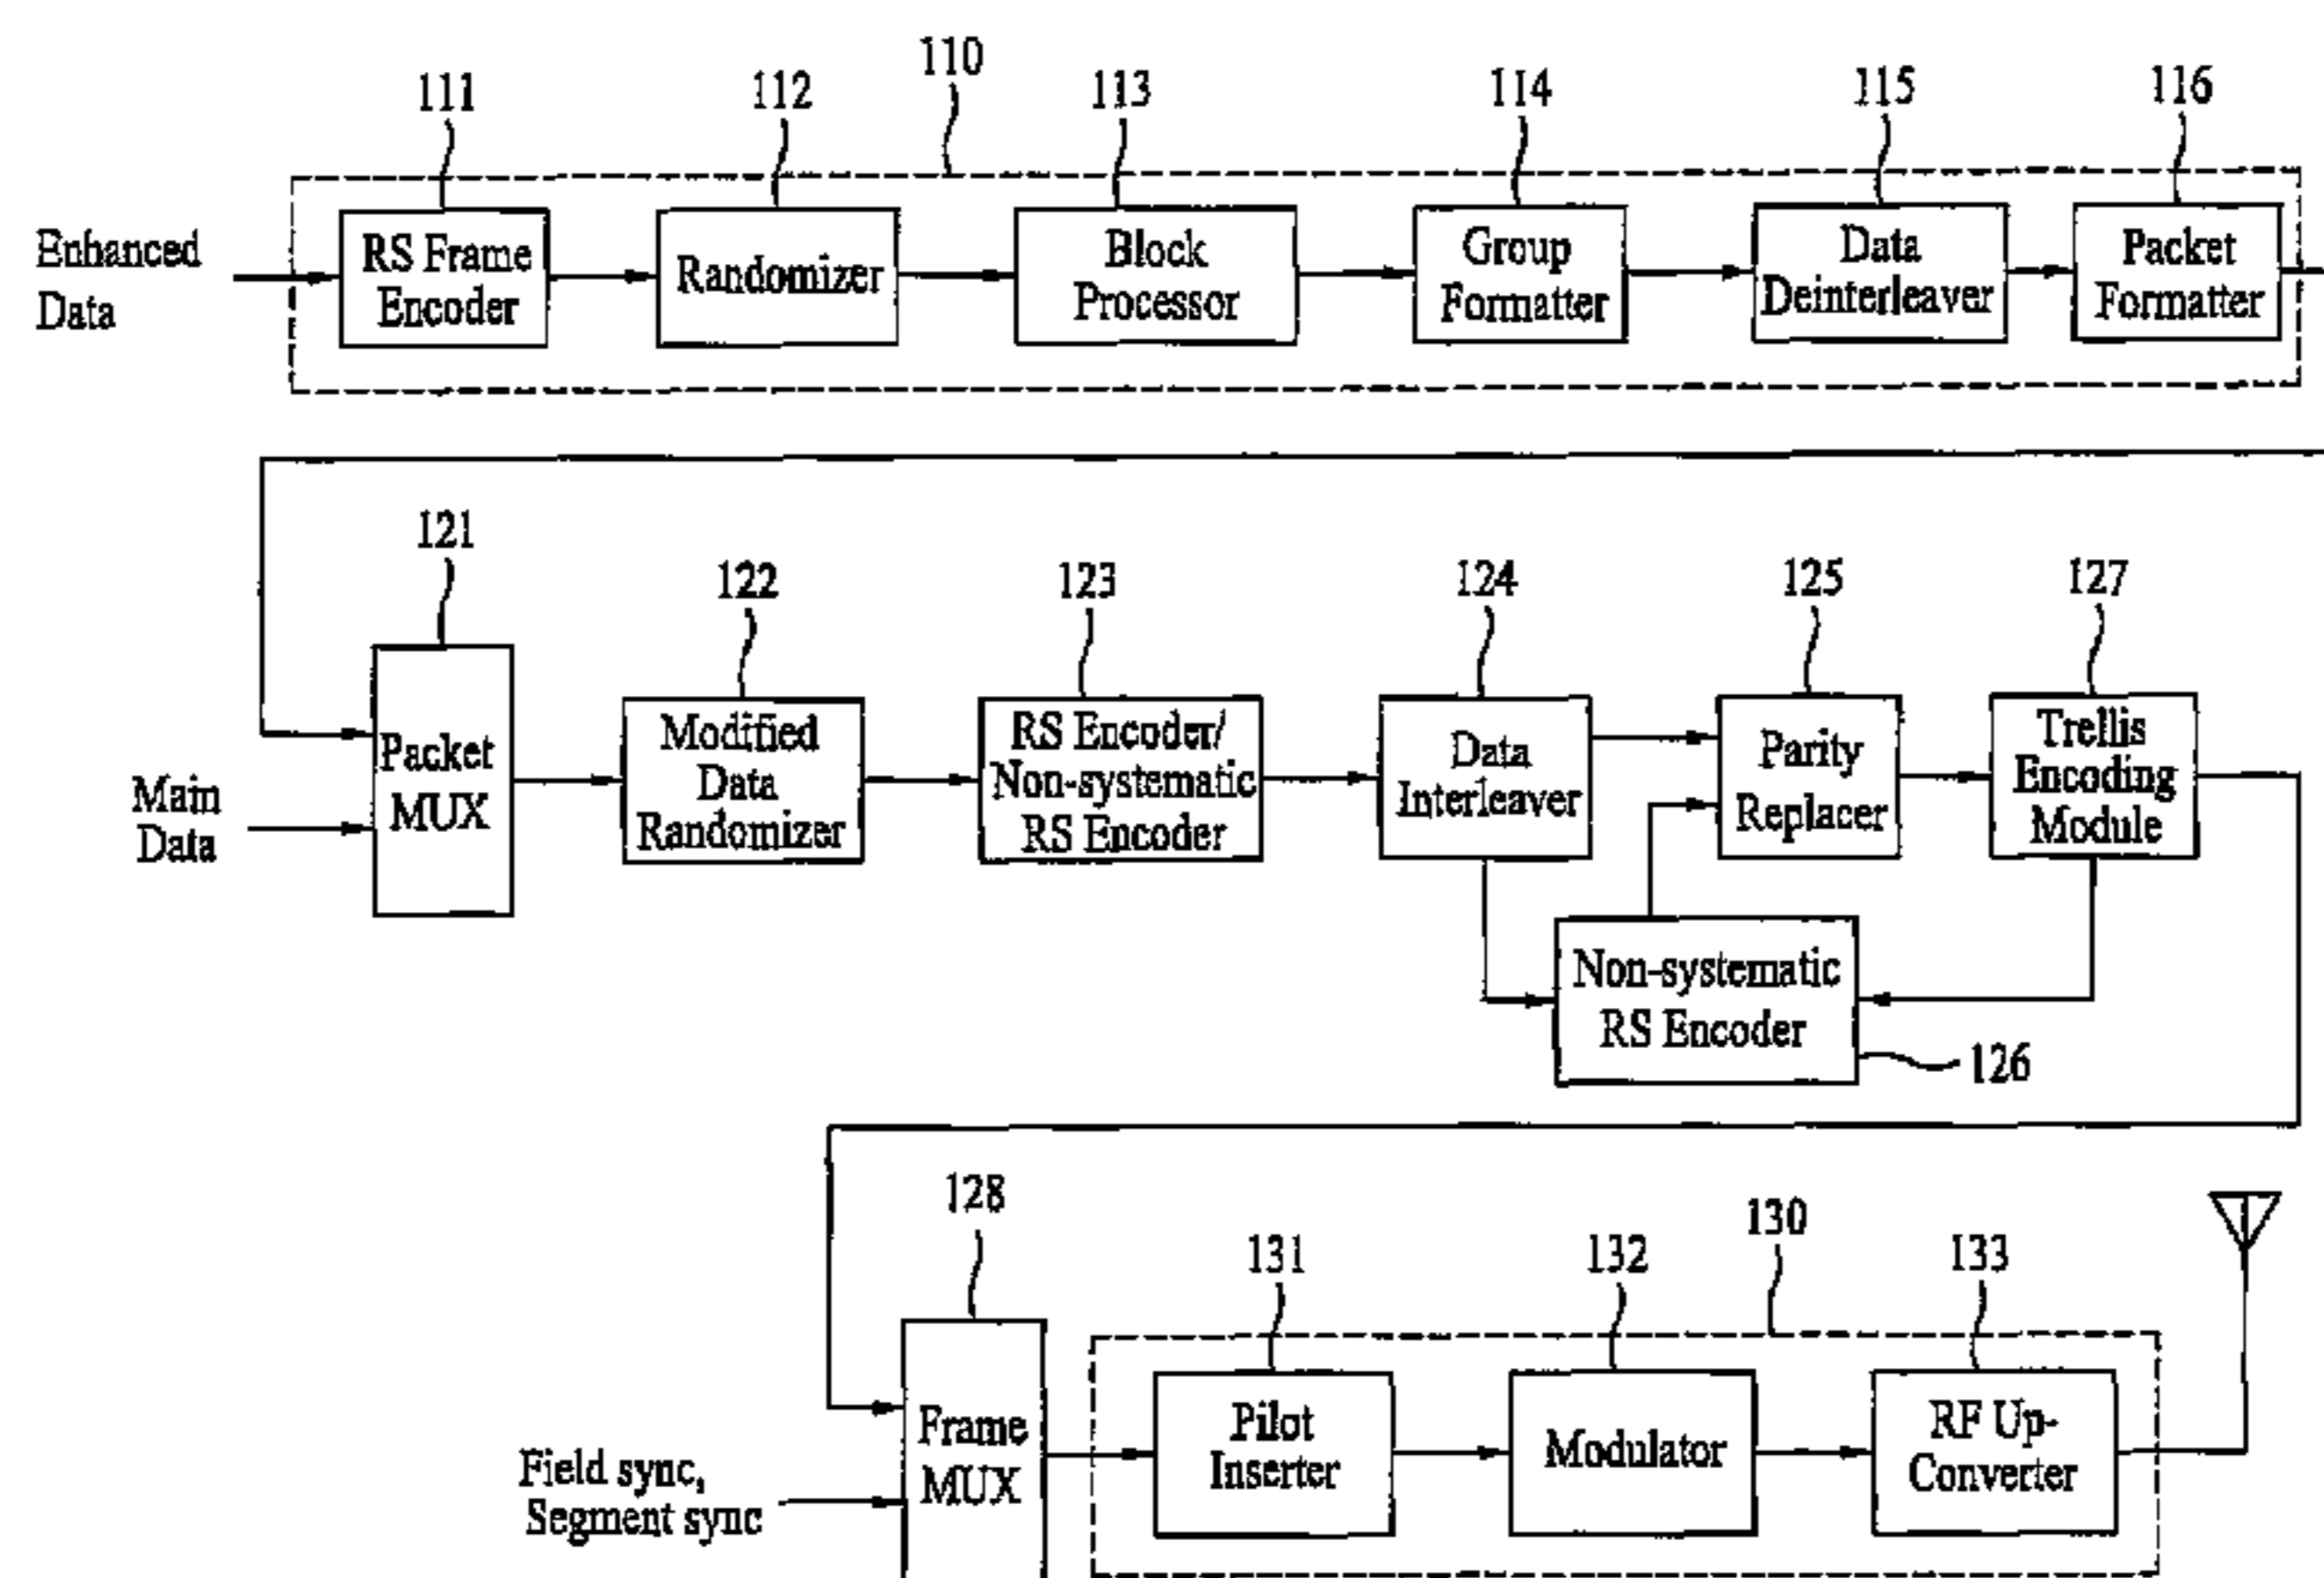 110
111
112
113
114
115
116
Enhanced
Data
RS Frame
Encoder
Randomizer
Block
Processor
Group
Formatter
Data
Deinterleaver
Packet
Formatter
121
122
123
124
125
127
Main
Data
Packet
MUX
Modified
Data
Randomizer
RS Encoder/
Non-systematic
RS Encoder
Data
Interleaver
Parity
Replacer
Trellis
Encoding
Module
Non-systematic
RS Encoder
126
128
130
131
132
133
Field sync,
Segment sync
Frame
MUX
Pilot
Inserter
Modulator
RF Up-
Converter